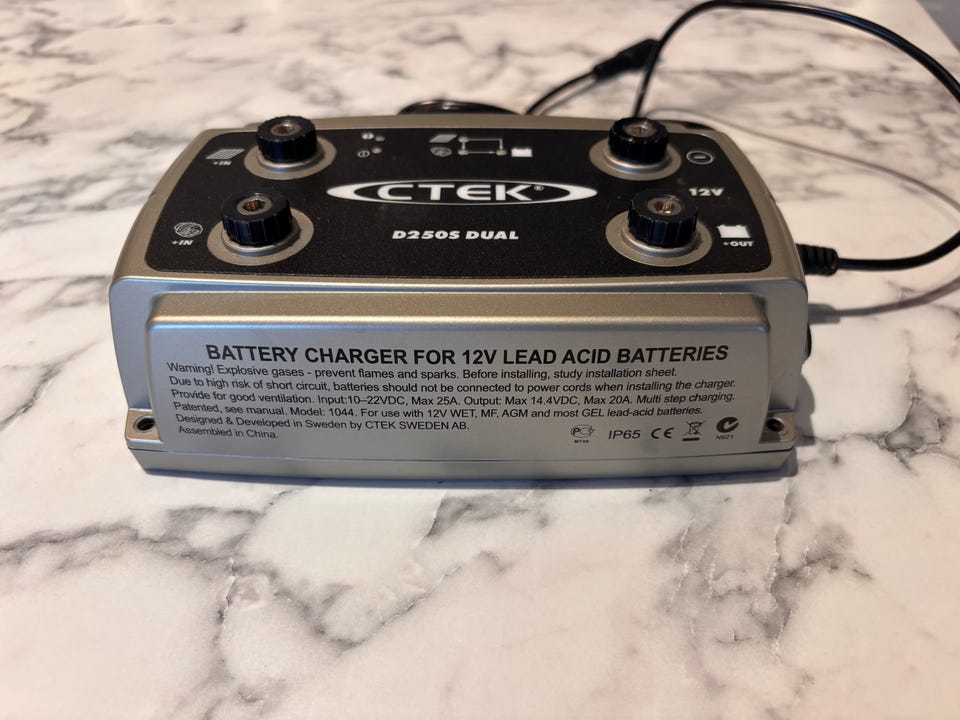 +IN
CTEK®
12V
+IN
D250S DUAL
+OUT
BATTERY CHARGER FOR 12V LEAD ACID BATTERIES
Warning! Explosive gases - prevent flames and sparks. Before installing, study installation sheet.
Due to high risk of short circuit, batteries should not be connected to power cords when installing the charger.
Provide for good ventilation. Input:10–22VDC, Max 25A. Output: Max 14.4VDC, Max 20A. Multi step charging.
Patented, see manual. Model: 1044. For use with 12V WET, MF, AGM and most GEL lead-acid batteries.
Designed & Developed in Sweden by CTEK SWEDEN AB.
Assembled in China.
IP65 CE
N621